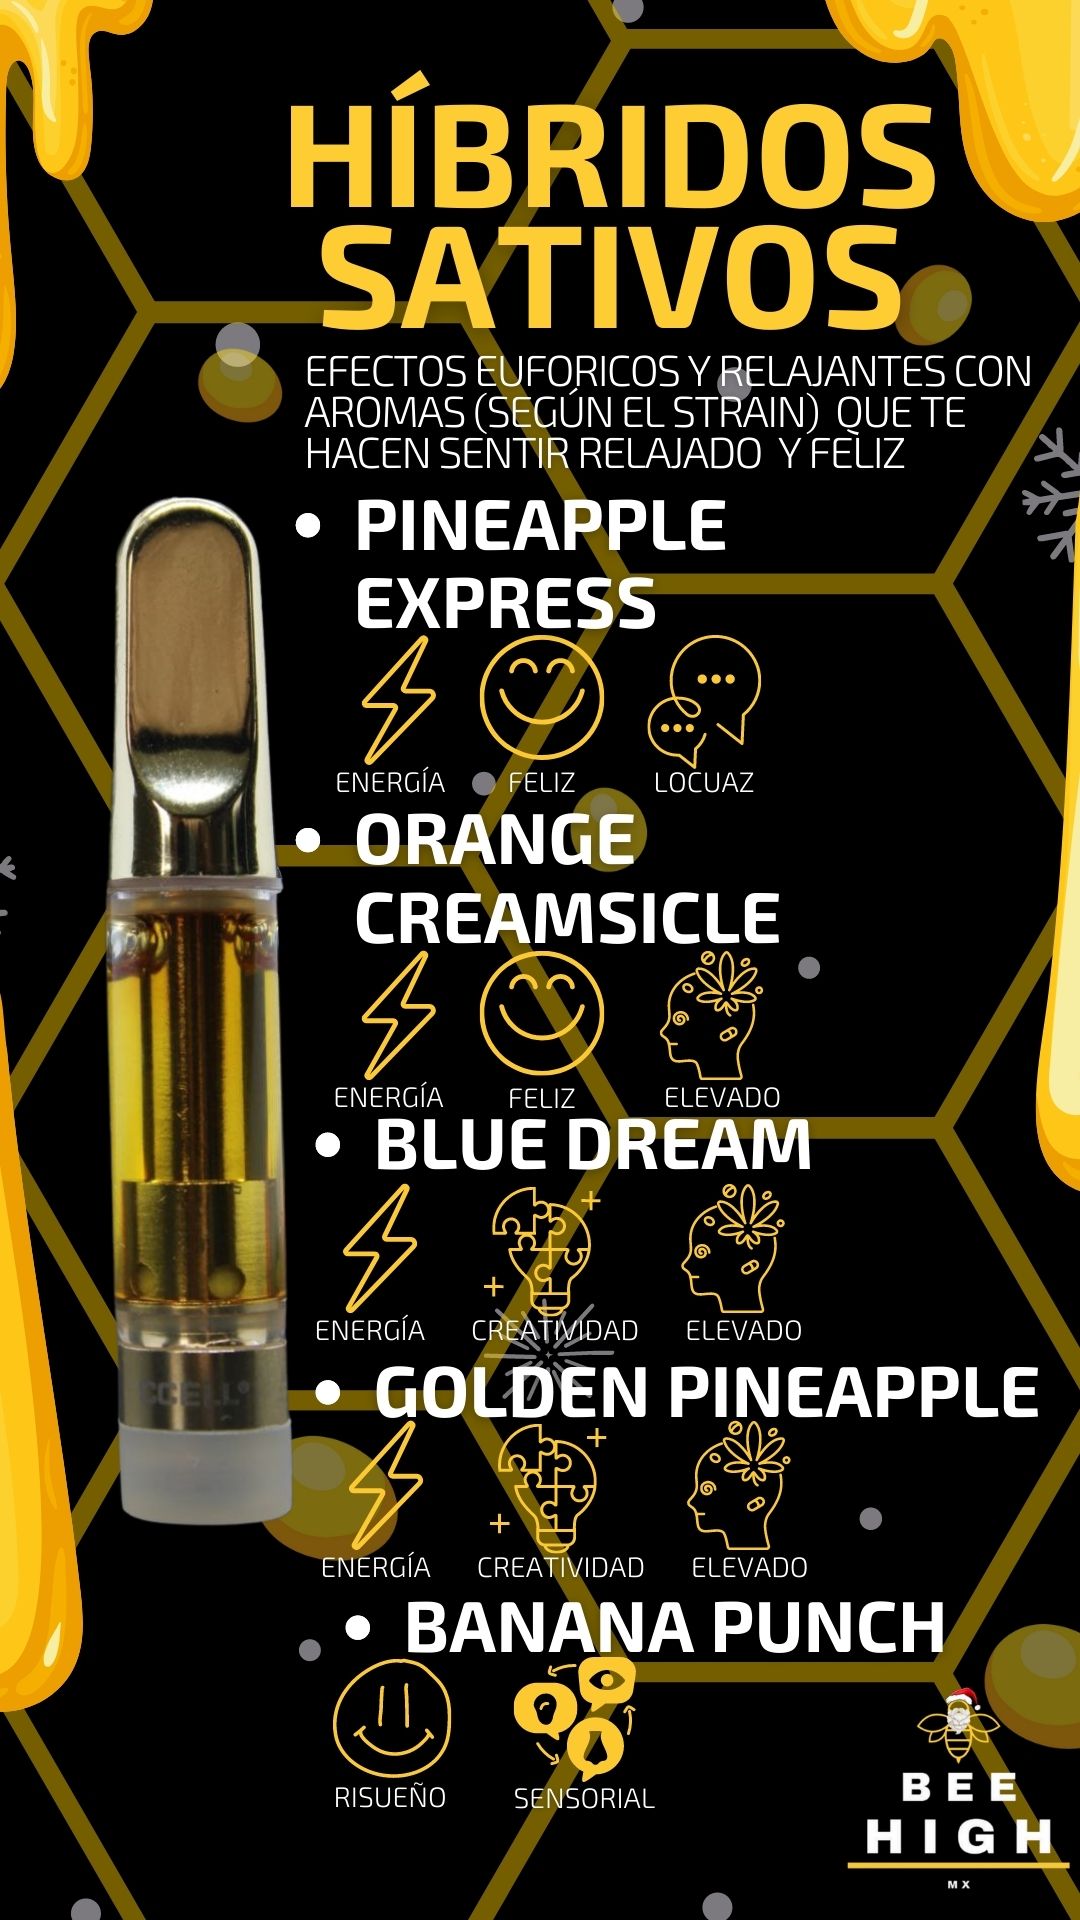 HÍBRIDOS
SATIVOS
EFECTOS EUFORICOS Y RELAJANTES CON
AROMAS (SEGÚN EL STRAIN) QUE TE
HACEN SENTIR RELAJADO Y FELIZ
• PINEAPPLE
EXPRESS
ENERGÍA FELIZ LOCUAZ
• ORANGE
CREAMSICLE
ENERGÍA FELIZ ELEVADO
• BLUE DREAM
ENERGÍA CREATIVIDAD ELEVADO
CCELL®
• GOLDEN PINEAPPLE
ENERGÍA CREATIVIDAD ELEVADO
• BANANA PUNCH
RISUEÑO SENSORIAL
BEE
HIGH
MX